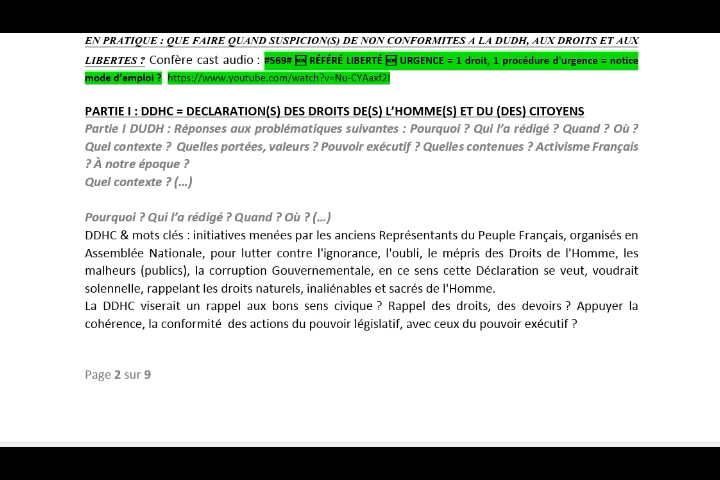 EN PRATIQUE : QUE FAIRE QUAND SUSPICION(S) DE NON CONFORMITES A LA DUDH, AUX DROITS ET AUX
LIBERTES ? Confère cast audio : #S69# 🆘 RÉFÉRÉ LIBERTÉ 🆘 URGENCE = 1 droit, 1 procédure d'urgence = notice
mode d'emploi ? https://www.youtube.com/watch?v=Nu-CYAaxf2I
PARTIE I : DDHC = DECLARATION(S) DES DROITS DE(S) L'HOMME(S) ET DU (DES) CITOYENS
Partie I DUDH : Réponses aux problématiques suivantes : Pourquoi ? Qui l'a rédigé ? Quand ? Où ?
Quel contexte ? Quelles portées, valeurs ? Pouvoir exécutif ? Quelles contenues ? Activisme Français
? À notre époque ?
Quel contexte ? (...)
Pourquoi ? Qui l'a rédigé ? Quand ? Où ? (...)
DDHC & mots clés : initiatives menées par les anciens Représentants du Peuple Français, organisés en
Assemblée Nationale, pour lutter contre l'ignorance, l'oubli, le mépris des Droits de l'Homme, les
malheurs (publics), la corruption Gouvernementale, en ce sens cette Déclaration se veut, voudrait
solennelle, rappelant les droits naturels, inaliénables et sacrés de l'Homme.
La DDHC viserait un rappel aux bons sens civique ? Rappel des droits, des devoirs ? Appuyer la
cohérence, la conformité des actions du pouvoir législatif, avec ceux du pouvoir exécutif ?
Page 2 sur 9